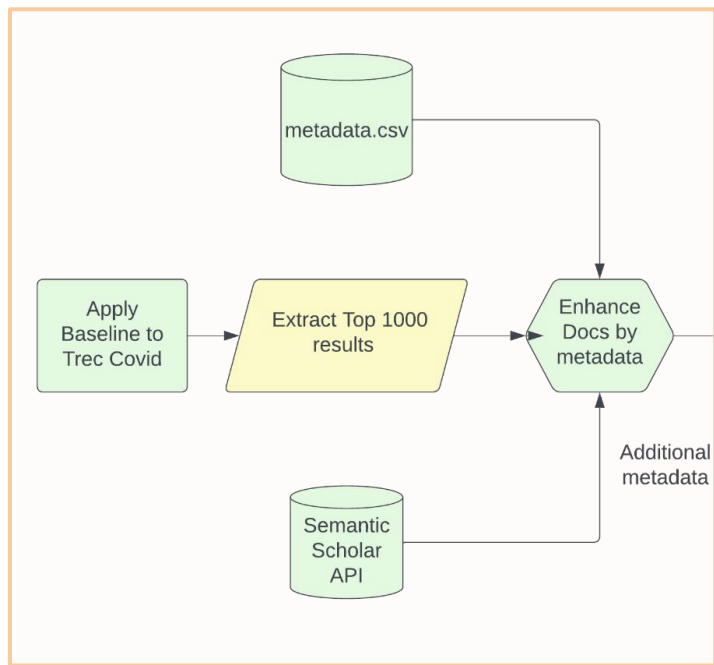 metadata.csv
Apply
Baseline to
Trec Covid
Extract Top 1000
results
Enhance
Docs by
metadata
Additional
metadata
Semantic
Scholar
API